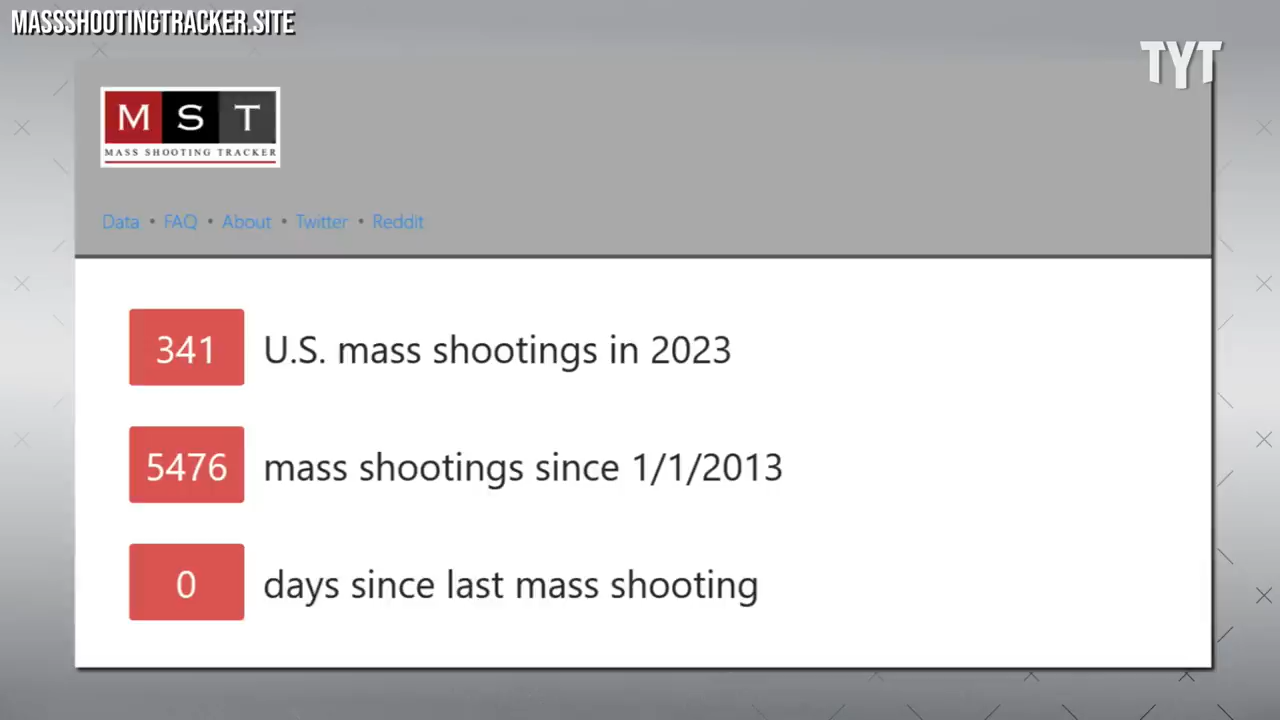 MASSSHOOTINGTRACKER.SITE
TYT
M S T
MASS SHOOTING TRACKER
Data • FAQ • About • Twitter • Reddit
341 U.S. mass shootings in 2023
5476 mass shootings since 1/1/2013
0 days since last mass shooting